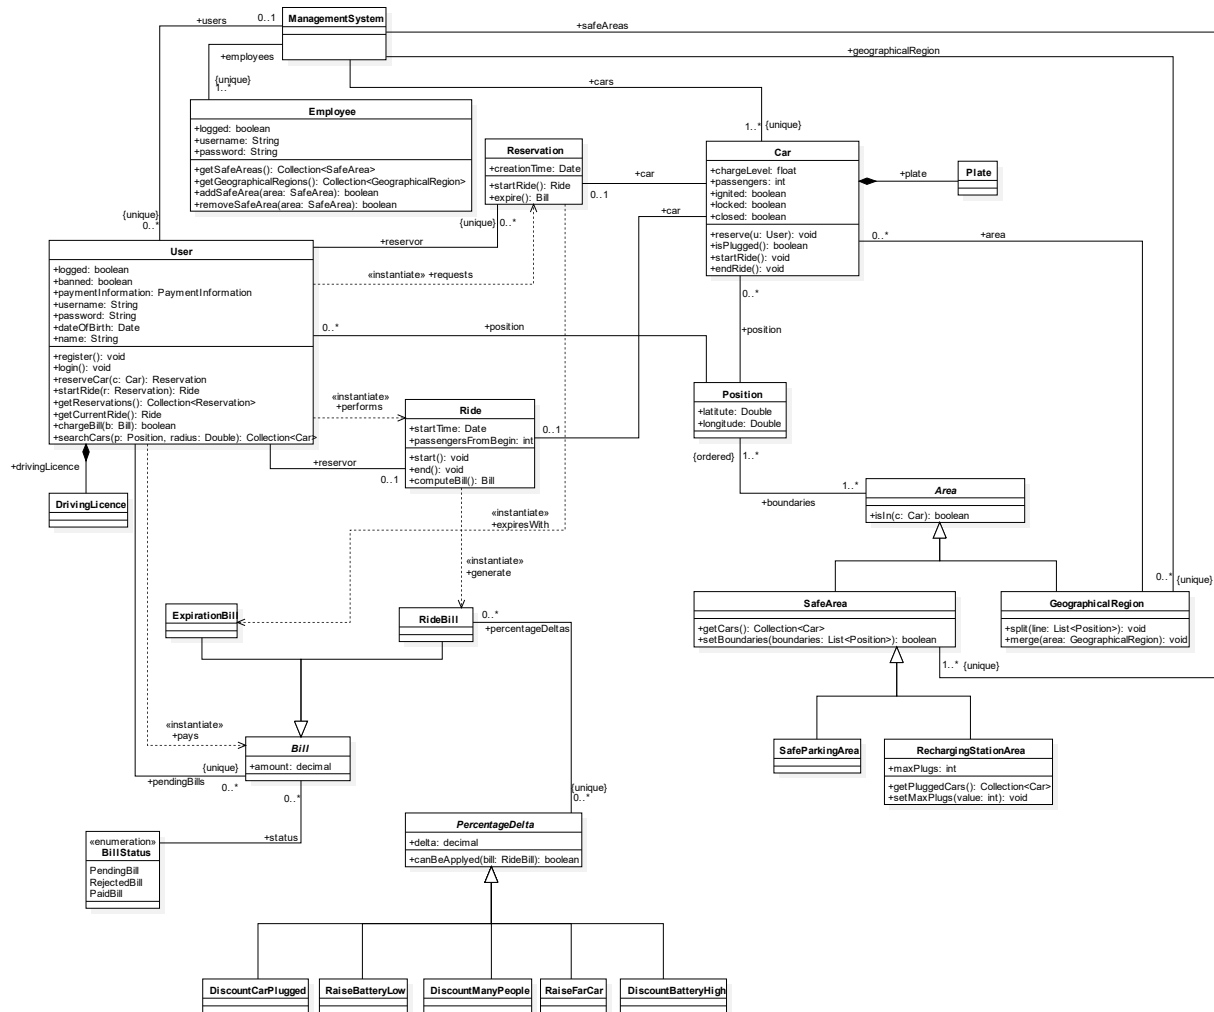 +users
0..1
ManagementSystem
+safeAreas
+employees
+geographicalRegion
{unique}
1..*
+cars
Employee
+logged: boolean
+username: String
+password: String
+getSafeAreas(): Collection<SafeArea>
+getGeographicalRegions(): Collection<GeographicalRegion>
+addSafeArea(area: SafeArea): boolean
+removeSafeArea(area: SafeArea): boolean
1..*
{unique}
Reservation
+creationTime: Date
+startRide(): Ride
+expire(): Bill
+car
0..1
Car
+chargeLevel: float
+passengers: int
+ignited: boolean
+locked: boolean
+closed: boolean
+reserve(u: User): void
+isPlugged(): boolean
+startRide(): void
+endRide(): void
+plate
Plate
+car
{unique}
0..*
{unique}
0..*
+reservor
0..*
+area
User
+logged: boolean
+banned: boolean
+paymentInformation: PaymentInformation
+username: String
+password: String
+dateOfBirth: Date
+name: String
+register(): void
+login(): void
+reserveCar(c: Car): Reservation
+startRide(r: Reservation): Ride
+getReservations(): Collection<Reservation>
+getCurrentRide(): Ride
+chargeBill(b: Bill): boolean
+searchCars(p: Position, radius: Double): Collection<Car>
«instantiate» +requests
0..*
0..*
+position
+position
«instantiate»
+performs
Ride
+startTime: Date
+passengersFromBegin: int
+start(): void
+end(): void
+computeBill(): Bill
0..1
Position
+latitute: Double
+longitude: Double
{ordered}
1..*
+drivingLicence
+reservor
0..1
DrivingLicence
+boundaries
1..*
Area
+isIn(c: Car): boolean
«instantiate»
+expiresWith
«instantiate»
+generate
0..*
{unique}
ExpirationBill
RideBill
0..*
+percentageDeltas
SafeArea
+getCars(): Collection<Car>
+setBoundaries(boundaries: List<Position>): boolean
GeographicalRegion
+split(line: List<Position>): void
+merge(area: GeographicalRegion): void
1..*
{unique}
«instantiate»
+pays
Bill
+amount: decimal
{unique}
+pendingBills
0..*
0..*
SafeParkingArea
RechargingStationArea
+maxPlugs: int
+getPluggedCars(): Collection<Car>
+setMaxPlugs(value: int): void
{unique}
0..*
+status
«enumeration»
BillStatus
PendingBill
RejectedBill
PaidBill
PercentageDelta
+delta: decimal
+canBeApplyed(bill: RideBill): boolean
DiscountCarPlugged
RaiseBatteryLow
DiscountManyPeople
RaiseFarCar
DiscountBatteryHigh